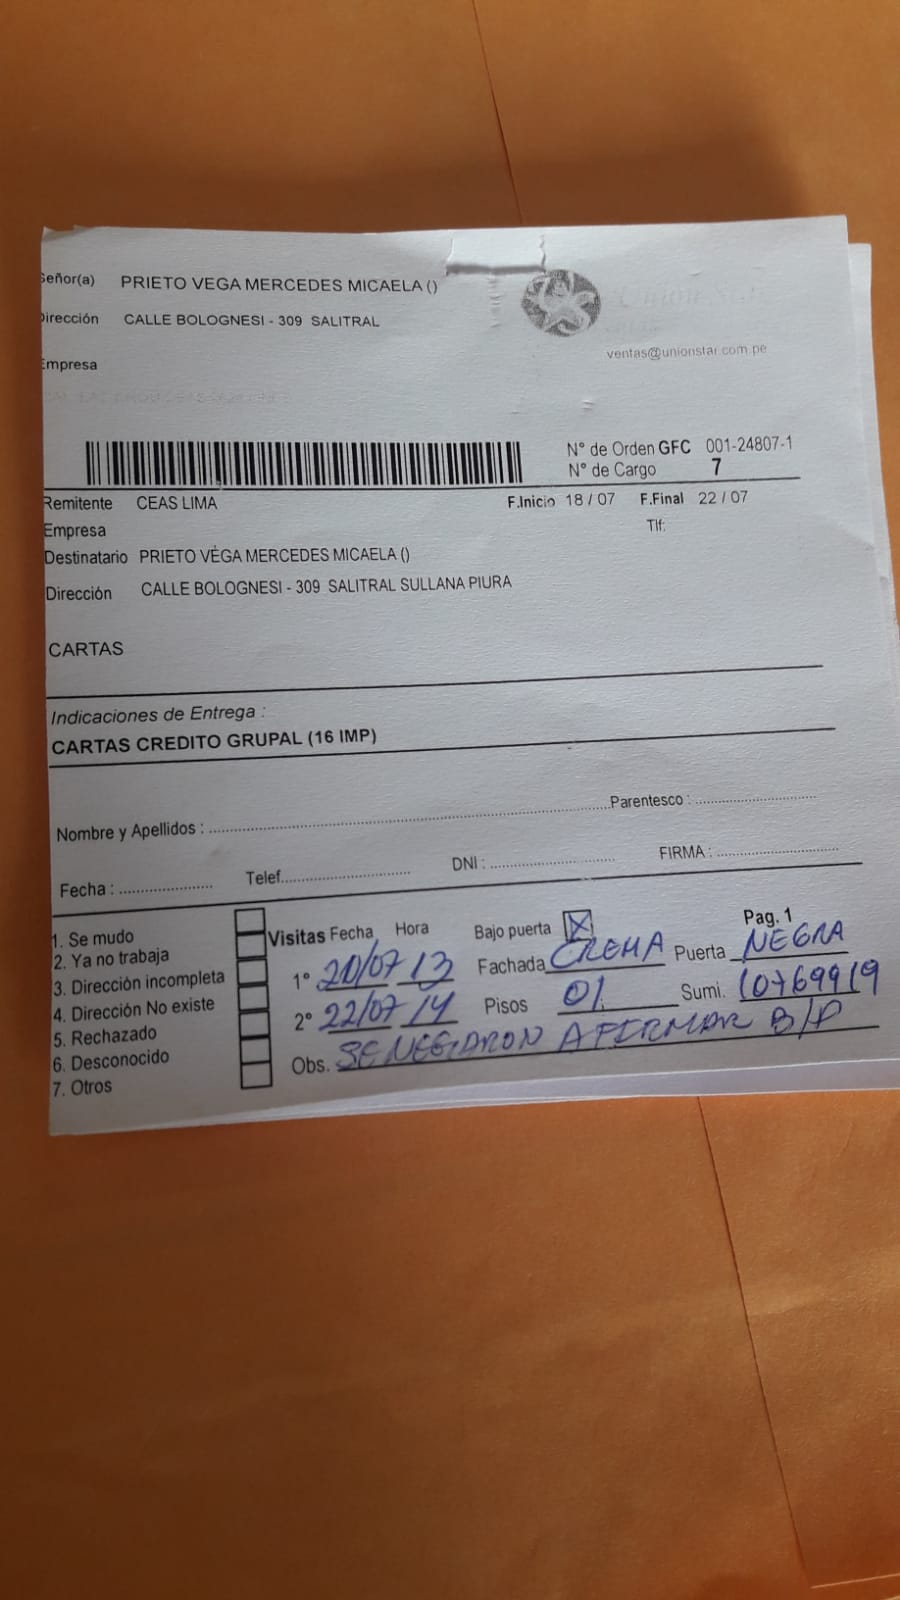 Señor(a) PRIETO VEGA MERCEDES MICAELA ()
Dirección CALLE BOLOGNESI - 309 SALITRAL
Empresa
Union Star
ventas@unionstar.com.pe
N° de Orden GFC 001-24807-1
N° de Cargo 7
Remitente CEAS LIMA F.Inicio 18 / 07 F.Final 22 / 07
Empresa Tlf:
Destinatario PRIETO VEGA MERCEDES MICAELA ()
Dirección CALLE BOLOGNESI - 309 SALITRAL SULLANA PIURA
CARTAS
Indicaciones de Entrega :
CARTAS CREDITO GRUPAL (16 IMP)
Nombre y Apellidos : Parentesco :
Fecha : Telef. DNI : FIRMA :
1. Se mudo
2. Ya no trabaja
3. Dirección incompleta
4. Dirección No existe
5. Rechazado
6. Desconocido
7. Otros
Visitas Fecha Hora Bajo puerta X Pag. 1
1° 20/07 13 Fachada CREMA Puerta NEGRA
2° 22/07 14 Pisos 01 Sumi. 10769919
Obs. SE NEGARON A FIRMAR B/P